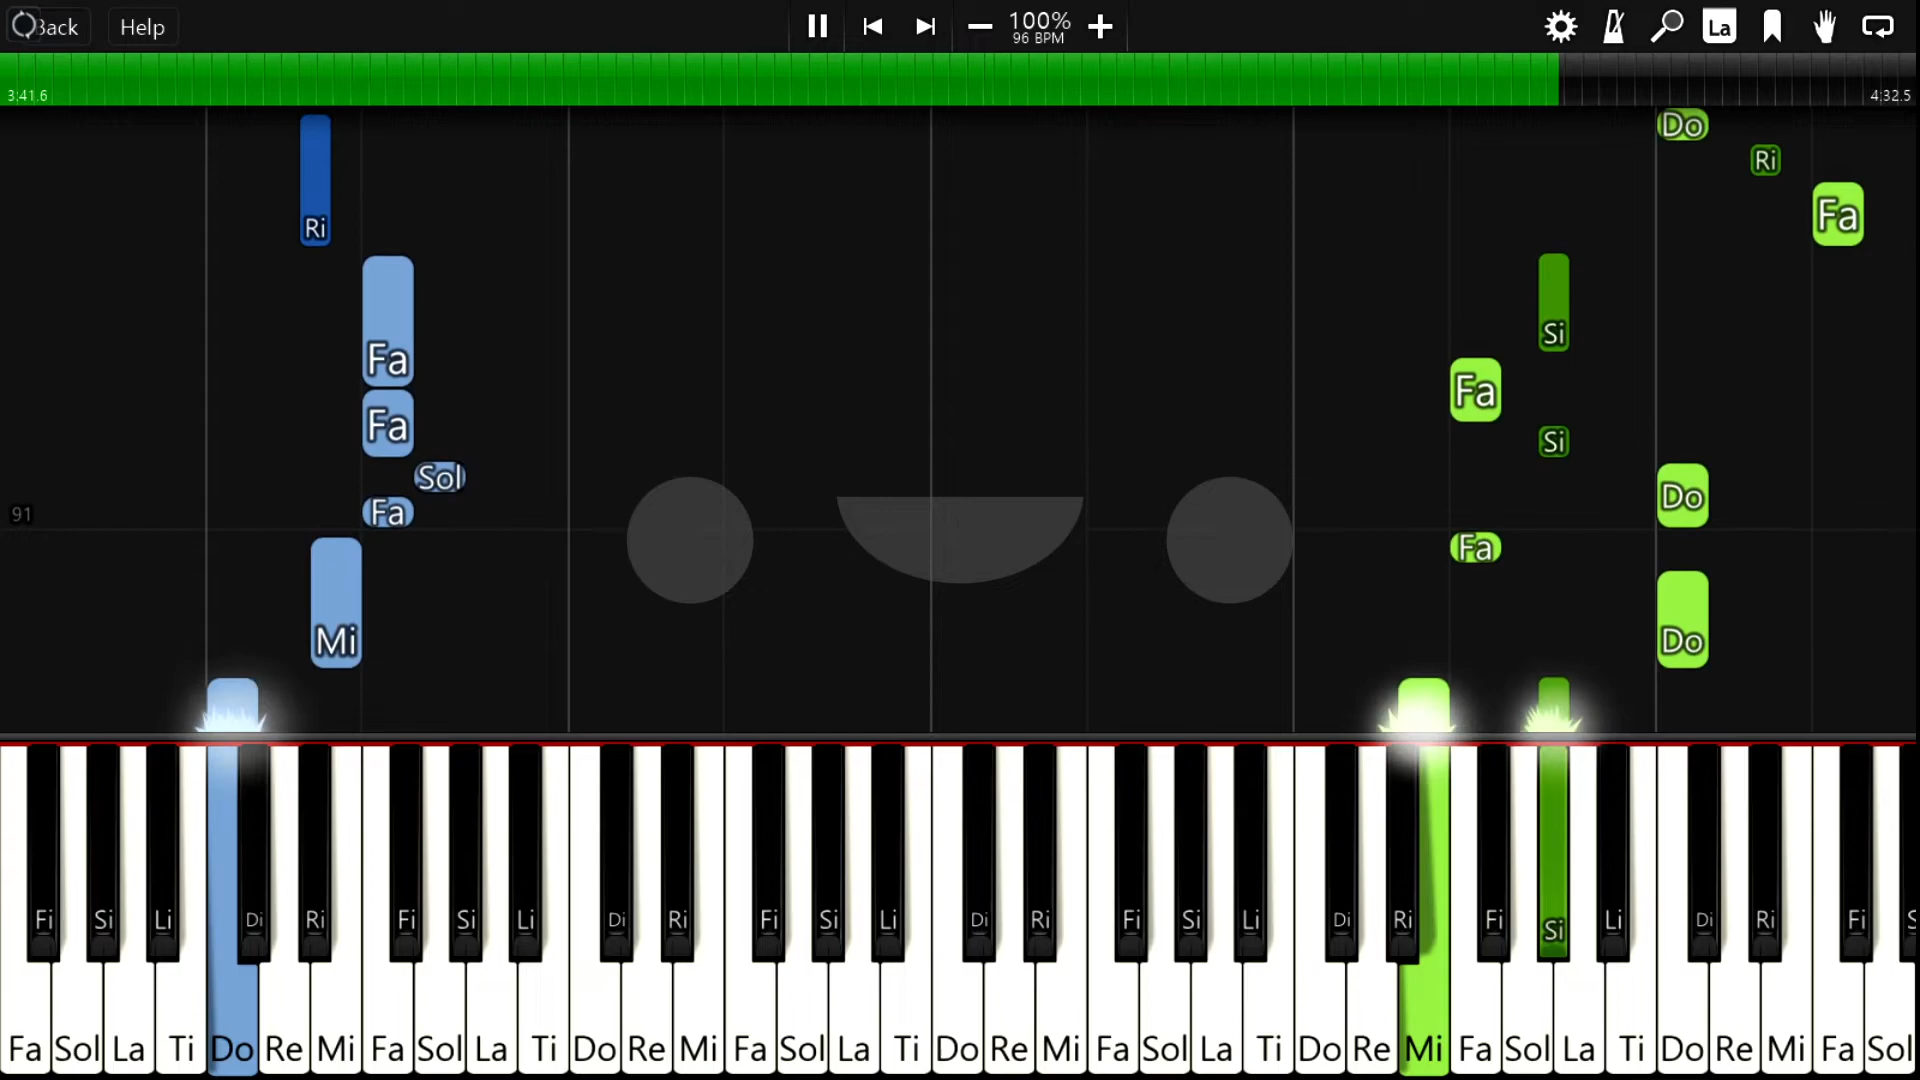 Back Help 100% La
96 BPM
3:41.6 4:32.5
Do
Ri
Fa
Ri
Si
Fa
Fa
Fa
Si
Sol
Do
91 Fa
Fa
Mi Do
Fi Si Li Di Ri Fi Si Li Di Ri Fi Si Li Di Ri Fi Si Li Di Ri Fi Si Li Di Ri Fi
Fa Sol La Ti Do Re Mi Fa Sol La Ti Do Re Mi Fa Sol La Ti Do Re Mi Fa Sol La Ti Do Re Mi Fa Sol La Ti Do Re Mi Fa Sol